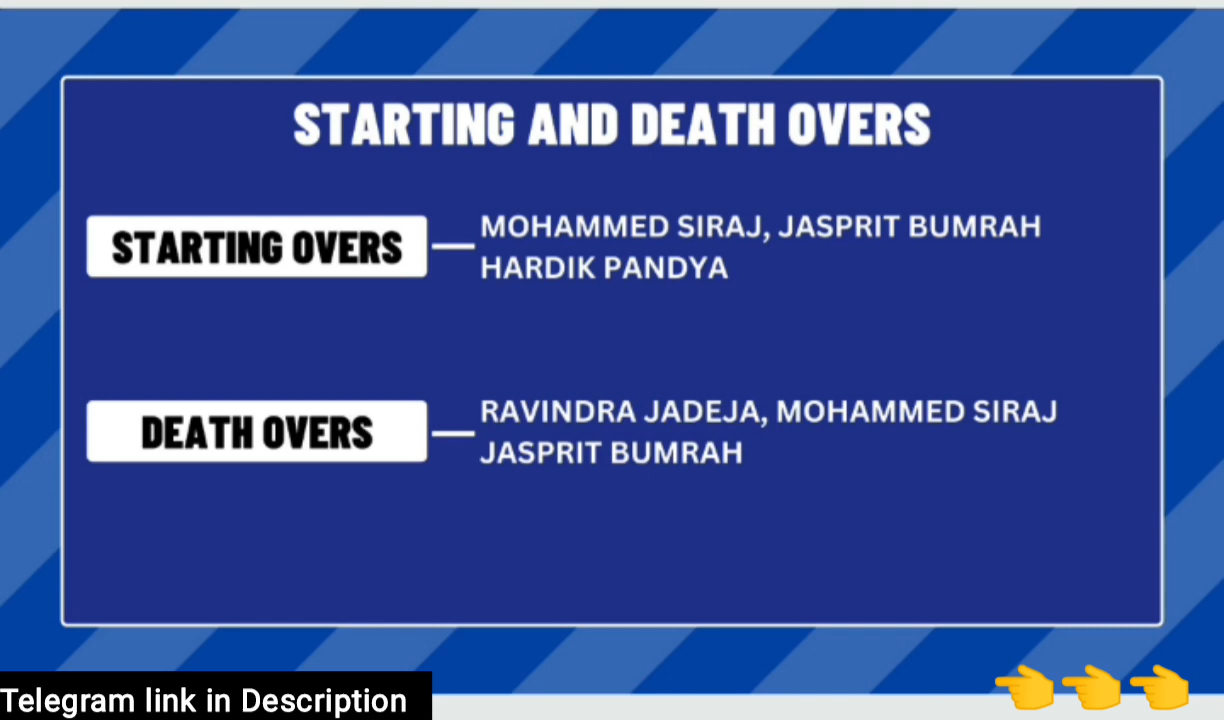 STARTING AND DEATH OVERS
STARTING OVERS
MOHAMMED SIRAJ, JASPRIT BUMRAH
HARDIK PANDYA
DEATH OVERS
RAVINDRA JADEJA, MOHAMMED SIRAJ
JASPRIT BUMRAH
Telegram link in Description